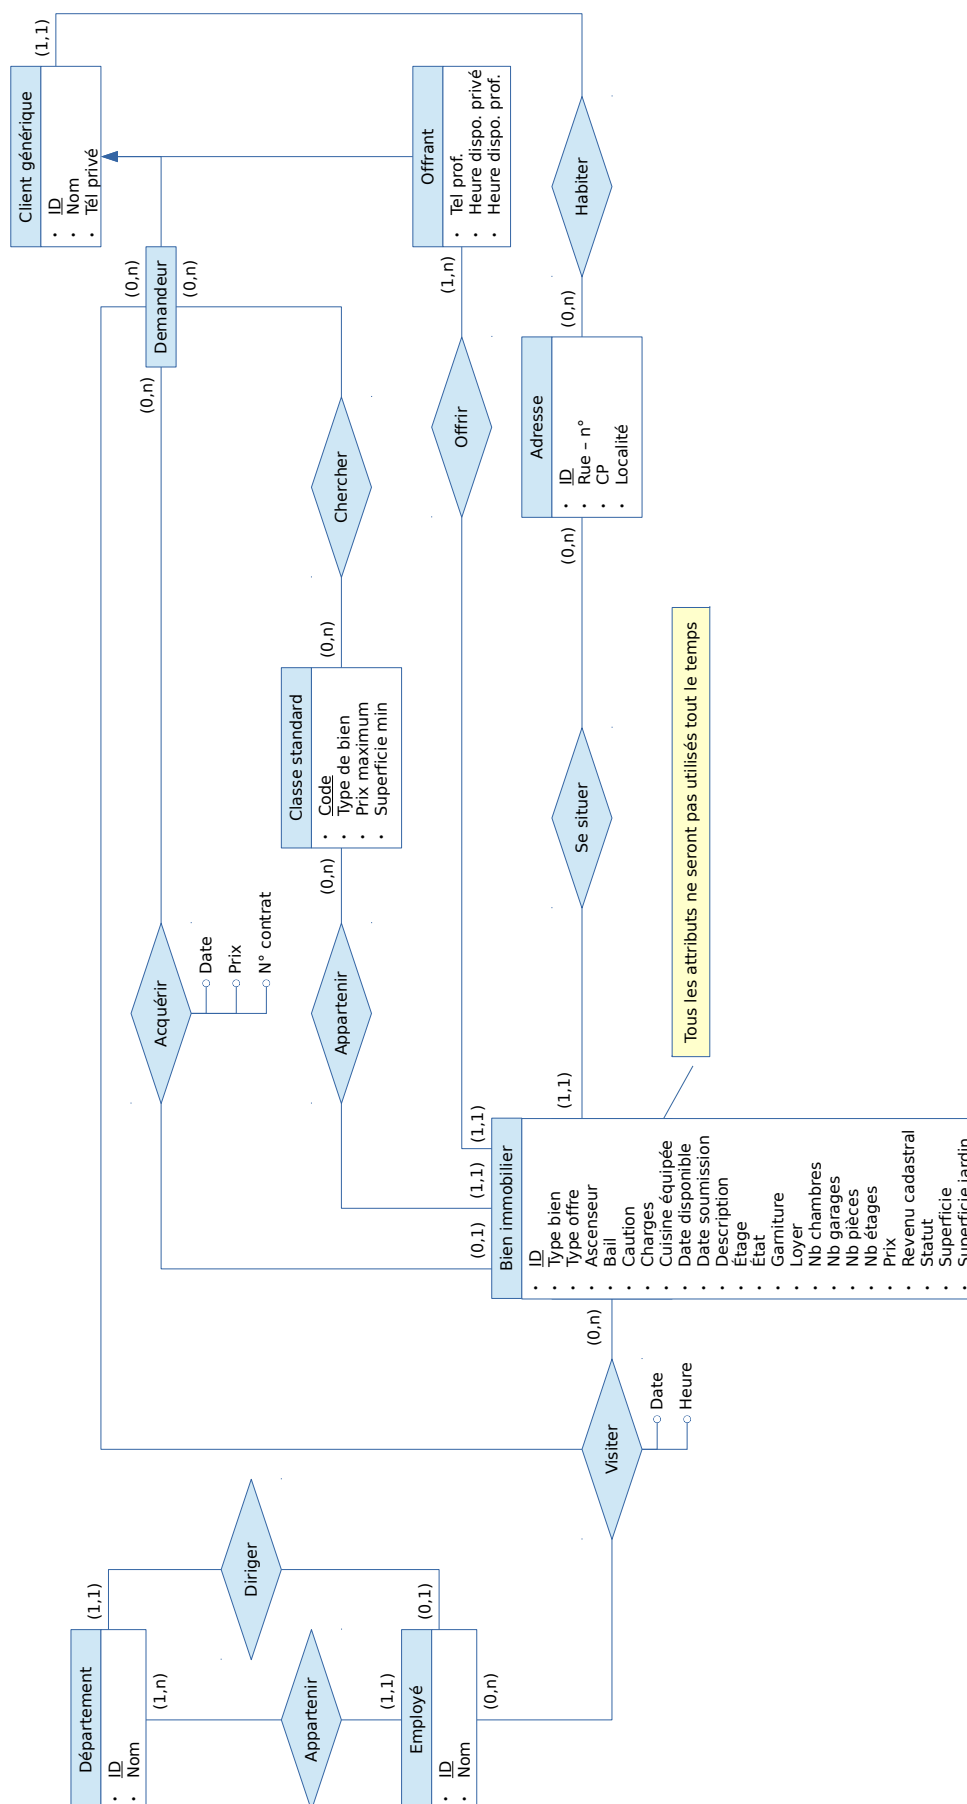 Département
• ID
• Nom
(1,1)
(1,n)
Diriger
Appartenir
(0,1)
(1,1)
Employé
• ID
• Nom
(0,n)
Visiter
Date
Heure
(0,n)
(0,1)
(1,1)
(1,1)
(1,1)
Bien immobilier
• ID
• Type bien
• Type offre
• Ascenseur
• Bail
• Caution
• Charges
• Cuisine équipée
• Date disponible
• Date soumission
• Description
• Étage
• État
• Garniture
• Loyer
• Nb chambres
• Nb garages
• Nb pièces
• Nb étages
• Prix
• Revenu cadastral
• Statut
• Superficie
• Superficie jardin
Tous les attributs ne seront pas utilisés tout le temps
Acquérir
Date
Prix
N° contrat
Appartenir
(0,n)
Classe standard
• Code
• Type de bien
• Prix maximum
• Superficie min
(0,n)
Chercher
Se situer
(0,n)
Adresse
• ID
• Rue – n°
• CP
• Localité
(0,n)
Offrir
(1,n)
(0,n)
(0,n)
(0,n)
Demandeur
Client générique
• ID
• Nom
• Tél privé
(1,1)
Offrant
• Tel prof.
• Heure dispo. privé
• Heure dispo. prof.
Habiter